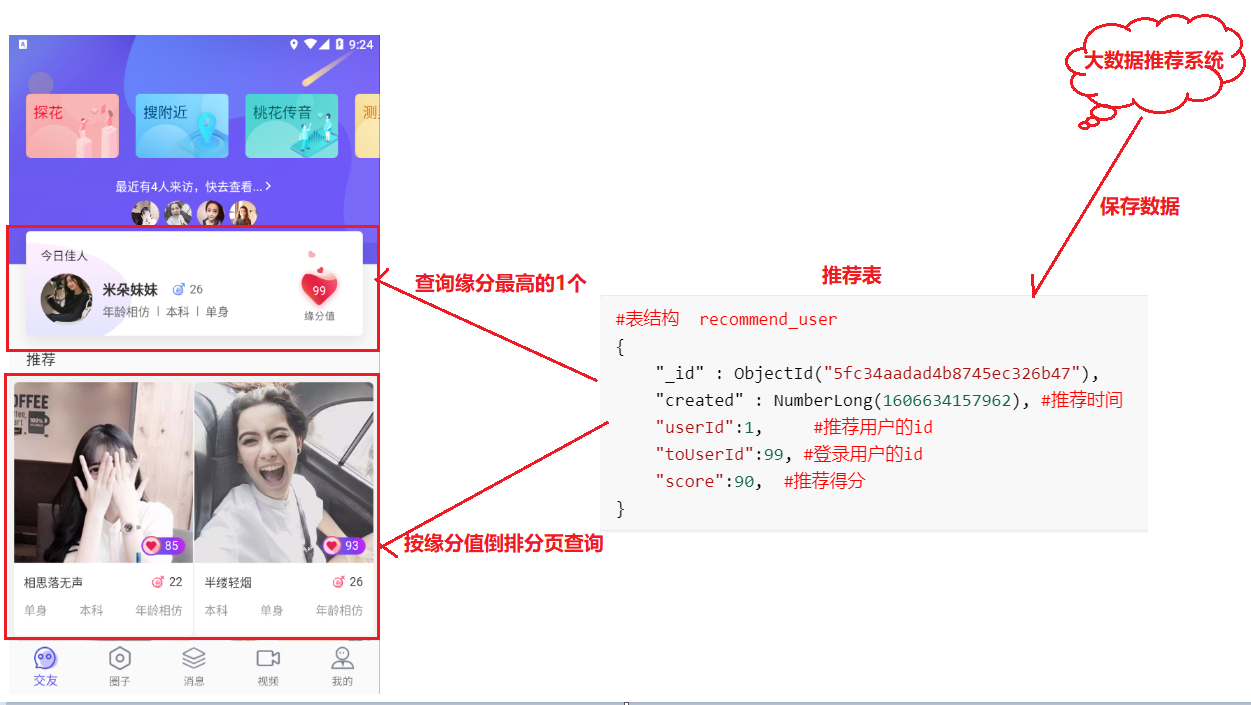 9:24
探花
搜附近
桃花传音
最近有4人来访，快去查看...
今日佳人
米朵妹妹 26
年龄相仿 | 本科 | 单身
99
缘分值
推荐
85
93
相思落无声 22
单身 本科 年龄相仿
半缕轻烟 26
本科 单身 年龄相仿
交友
圈子
消息
视频
我的
查询缘分最高的1个
按缘分值倒排分页查询
大数据推荐系统
保存数据
推荐表
#表结构 recommend_user
{
"_id" : ObjectId("5fc34aadad4b8745ec326b47"),
"created" : NumberLong(1606634157962), #推荐时间
"userId":1, #推荐用户的id
"toUserId":99, #登录用户的id
"score":90, #推荐得分
}